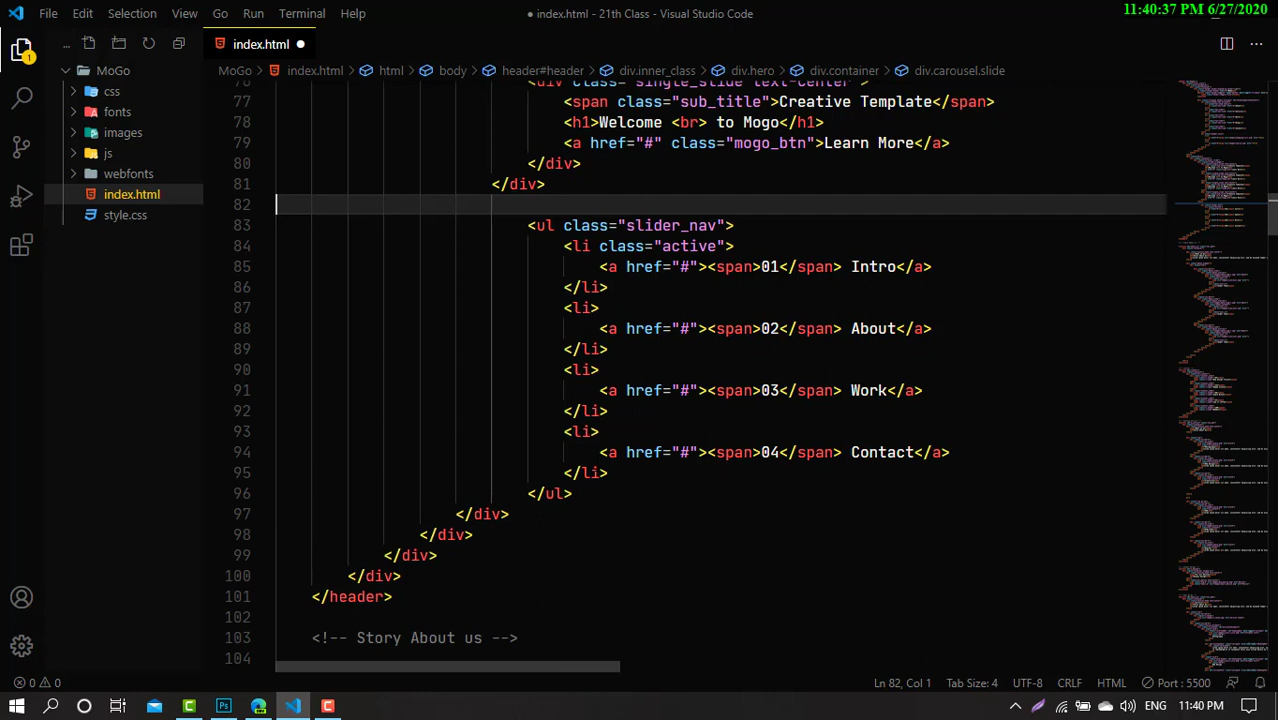 File Edit Selection View Go Run Terminal Help
● index.html - 21th Class - Visual Studio Code
11:40:37 PM 6/27/2020
1
...
index.html ●
...
MoGo
MoGo > index.html > html > body > header#header > div.inner_class > div.hero > div.container > div.carousel.slide
css
fonts
images
js
webfonts
index.html
style.css
76 <div class="single_slide text-center">
77 <span class="sub_title">Creative Template</span>
78 <h1>Welcome <br> to Mogo</h1>
79 <a href="#" class="mogo_btn">Learn More</a>
80 </div>
81 </div>
82
83 <ul class="slider_nav">
84 <li class="active">
85 <a href="#"><span>01</span> Intro</a>
86 </li>
87 <li>
88 <a href="#"><span>02</span> About</a>
89 </li>
90 <li>
91 <a href="#"><span>03</span> Work</a>
92 </li>
93 <li>
94 <a href="#"><span>04</span> Contact</a>
95 </li>
96 </ul>
97 </div>
98 </div>
99 </div>
100 </div>
101 </header>
102
103 <!-- Story About us -->
104
0 0
Ln 82, Col 1 Tab Size: 4 UTF-8 CRLF HTML Port : 5500
Ps
ENG 11:40 PM